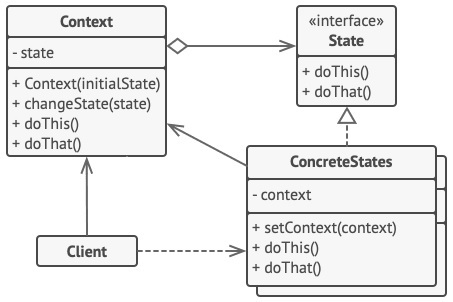 Context
- state
+ Context(initialState)
+ changeState(state)
+ doThis()
+ doThat()
«interface»
State
+ doThis()
+ doThat()
ConcreteStates
- context
+ setContext(context)
+ doThis()
+ doThat()
Client